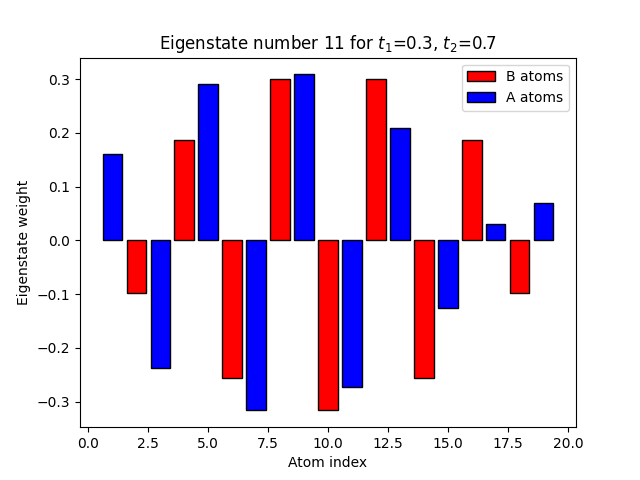 Eigenstate number 11 for $t_1$=0.3, $t_2$=0.7
B atoms
A atoms
Eigenstate weight
0.3
0.2
0.1
0.0
−0.1
−0.2
−0.3
0.0 2.5 5.0 7.5 10.0 12.5 15.0 17.5 20.0
Atom index